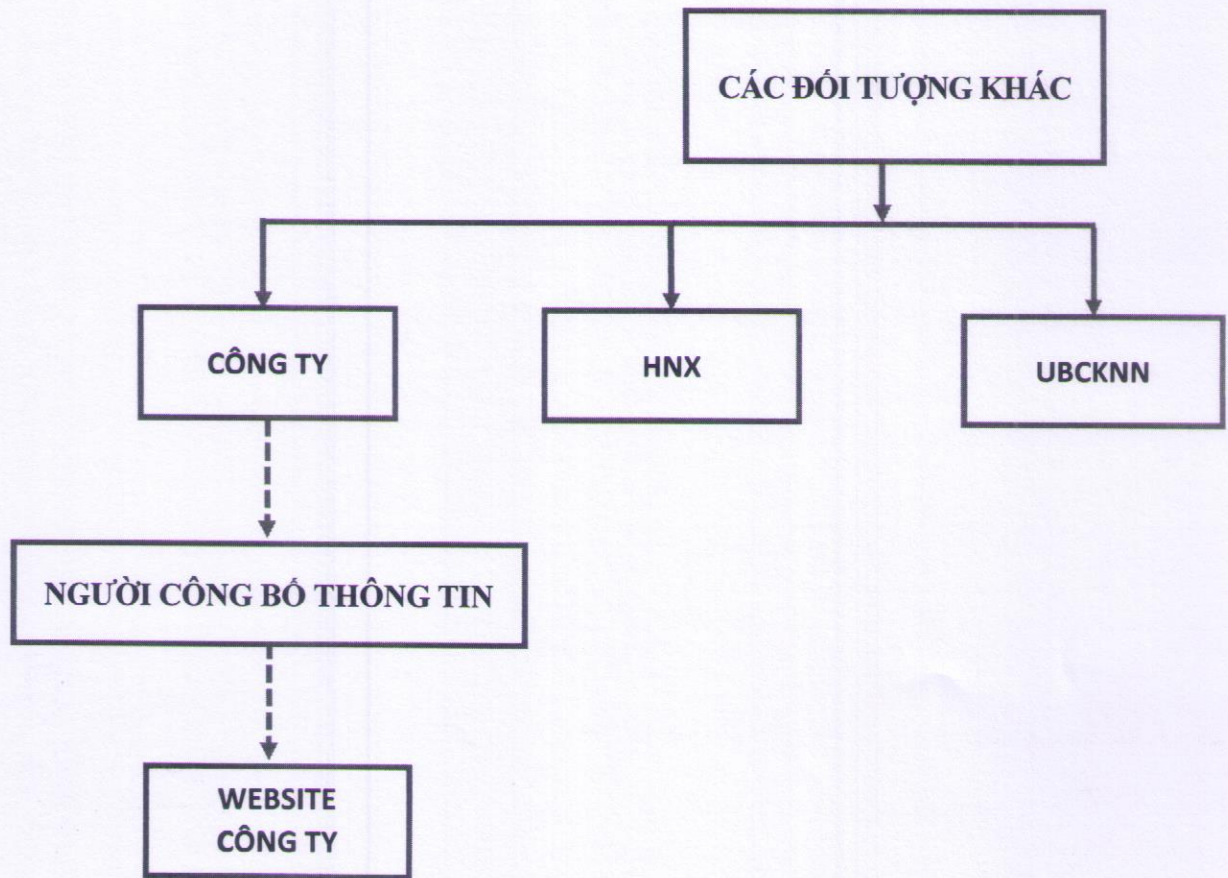 CÁC ĐỐI TƯỢNG KHÁC
CÔNG TY
HNX
UBCKNN
NGƯỜI CÔNG BỐ THÔNG TIN
WEBSITE
CÔNG TY